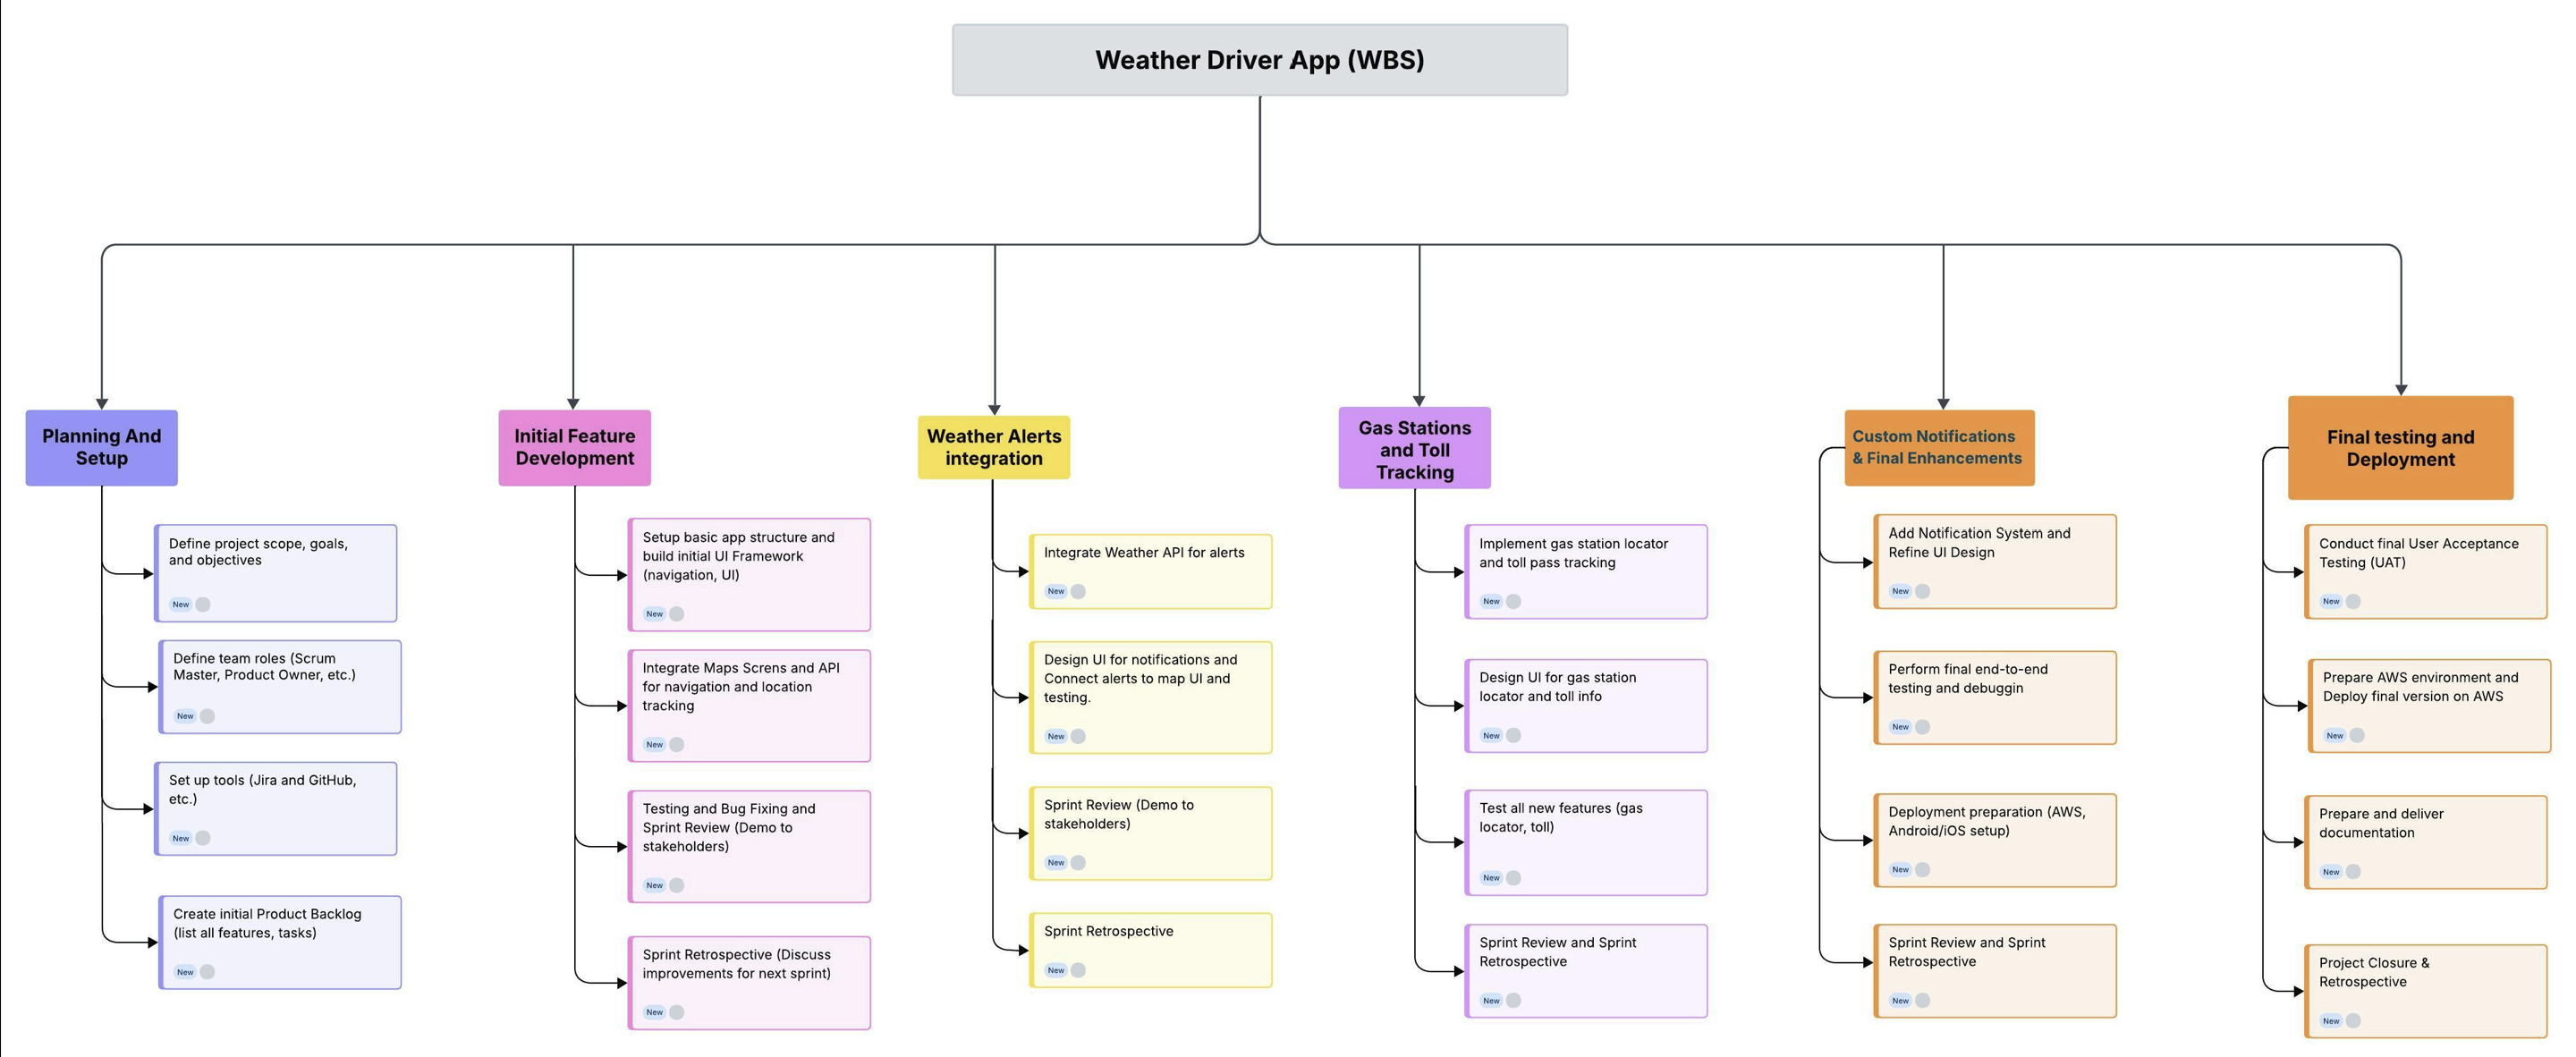 Weather Driver App (WBS)
Planning And
Setup
Define project scope, goals,
and objectives
New
Define team roles (Scrum
Master, Product Owner, etc.)
New
Set up tools (Jira and GitHub,
etc.)
New
Create initial Product Backlog
(list all features, tasks)
New
Initial Feature
Development
Setup basic app structure and
build initial UI Framework
(navigation, UI)
New
Integrate Maps Screns and API
for navigation and location
tracking
New
Testing and Bug Fixing and
Sprint Review (Demo to
stakeholders)
New
Sprint Retrospective (Discuss
improvements for next sprint)
New
Weather Alerts
integration
Integrate Weather API for alerts
New
Design UI for notifications and
Connect alerts to map UI and
testing.
New
Sprint Review (Demo to
stakeholders)
New
Sprint Retrospective
New
Gas Stations
and Toll
Tracking
Implement gas station locator
and toll pass tracking
New
Design UI for gas station
locator and toll info
New
Test all new features (gas
locator, toll)
New
Sprint Review and Sprint
Retrospective
New
Custom Notifications
& Final Enhancements
Add Notification System and
Refine UI Design
New
Perform final end-to-end
testing and debuggin
New
Deployment preparation (AWS,
Android/iOS setup)
New
Sprint Review and Sprint
Retrospective
New
Final testing and
Deployment
Conduct final User Acceptance
Testing (UAT)
New
Prepare AWS environment and
Deploy final version on AWS
New
Prepare and deliver
documentation
New
Project Closure &
Retrospective
New